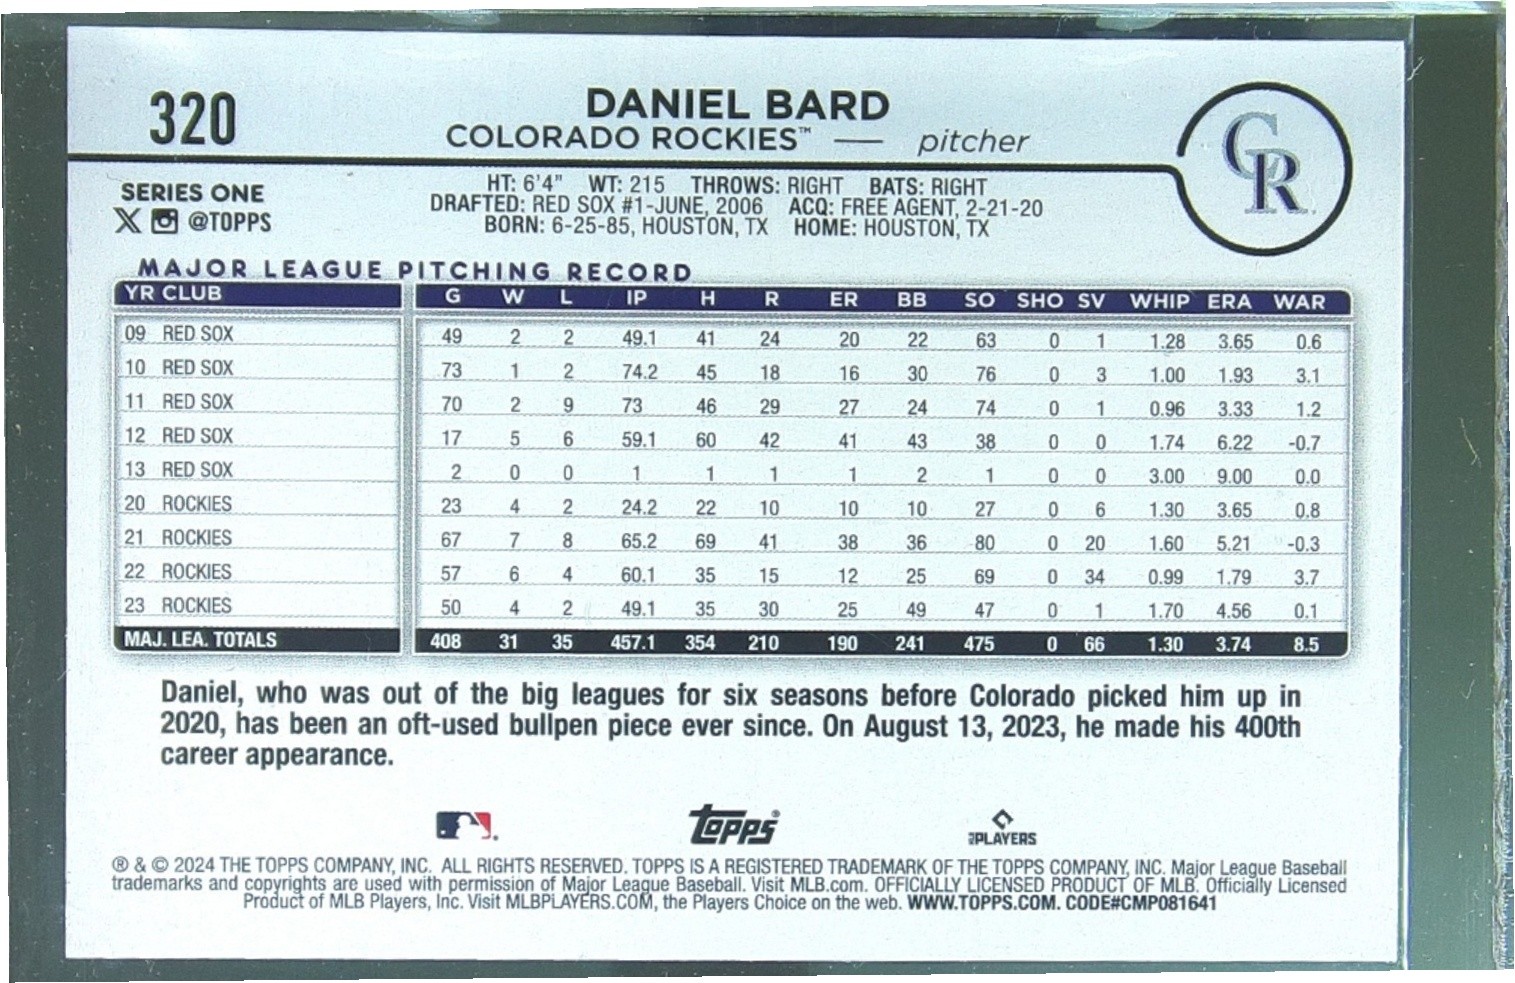 320
DANIEL BARD
COLORADO ROCKIES™ — pitcher
CR
SERIES ONE
@TOPPS
HT: 6'4" WT: 215 THROWS: RIGHT BATS: RIGHT
DRAFTED: RED SOX #1-JUNE, 2006 ACQ: FREE AGENT, 2-21-20
BORN: 6-25-85, HOUSTON, TX HOME: HOUSTON, TX
MAJOR LEAGUE PITCHING RECORD
YR CLUB G W L IP H R ER BB SO SHO SV WHIP ERA WAR
09 RED SOX 49 2 2 49.1 41 24 20 22 63 0 1 1.28 3.65 0.6
10 RED SOX 73 1 2 74.2 45 18 16 30 76 0 3 1.00 1.93 3.1
11 RED SOX 70 2 9 73 46 29 27 24 74 0 1 0.96 3.33 1.2
12 RED SOX 17 5 6 59.1 60 42 41 43 38 0 0 1.74 6.22 -0.7
13 RED SOX 2 0 0 1 1 1 1 2 1 0 0 3.00 9.00 0.0
20 ROCKIES 23 4 2 24.2 22 10 10 10 27 0 6 1.30 3.65 0.8
21 ROCKIES 67 7 8 65.2 69 41 38 36 80 0 20 1.60 5.21 -0.3
22 ROCKIES 57 6 4 60.1 35 15 12 25 69 0 34 0.99 1.79 3.7
23 ROCKIES 50 4 2 49.1 35 30 25 49 47 0 1 1.70 4.56 0.1
MAJ. LEA. TOTALS 408 31 35 457.1 354 210 190 241 475 0 66 1.30 3.74 8.5
Daniel, who was out of the big leagues for six seasons before Colorado picked him up in
2020, has been an oft-used bullpen piece ever since. On August 13, 2023, he made his 400th
career appearance.
Topps®
PLAYERS
® & © 2024 THE TOPPS COMPANY, INC. ALL RIGHTS RESERVED. TOPPS IS A REGISTERED TRADEMARK OF THE TOPPS COMPANY, INC. Major League Baseball
trademarks and copyrights are used with permission of Major League Baseball. Visit MLB.com. OFFICIALLY LICENSED PRODUCT OF MLB. Officially Licensed
Product of MLB Players, Inc. Visit MLBPLAYERS.COM, the Players Choice on the web. WWW.TOPPS.COM. CODE#CMP081641